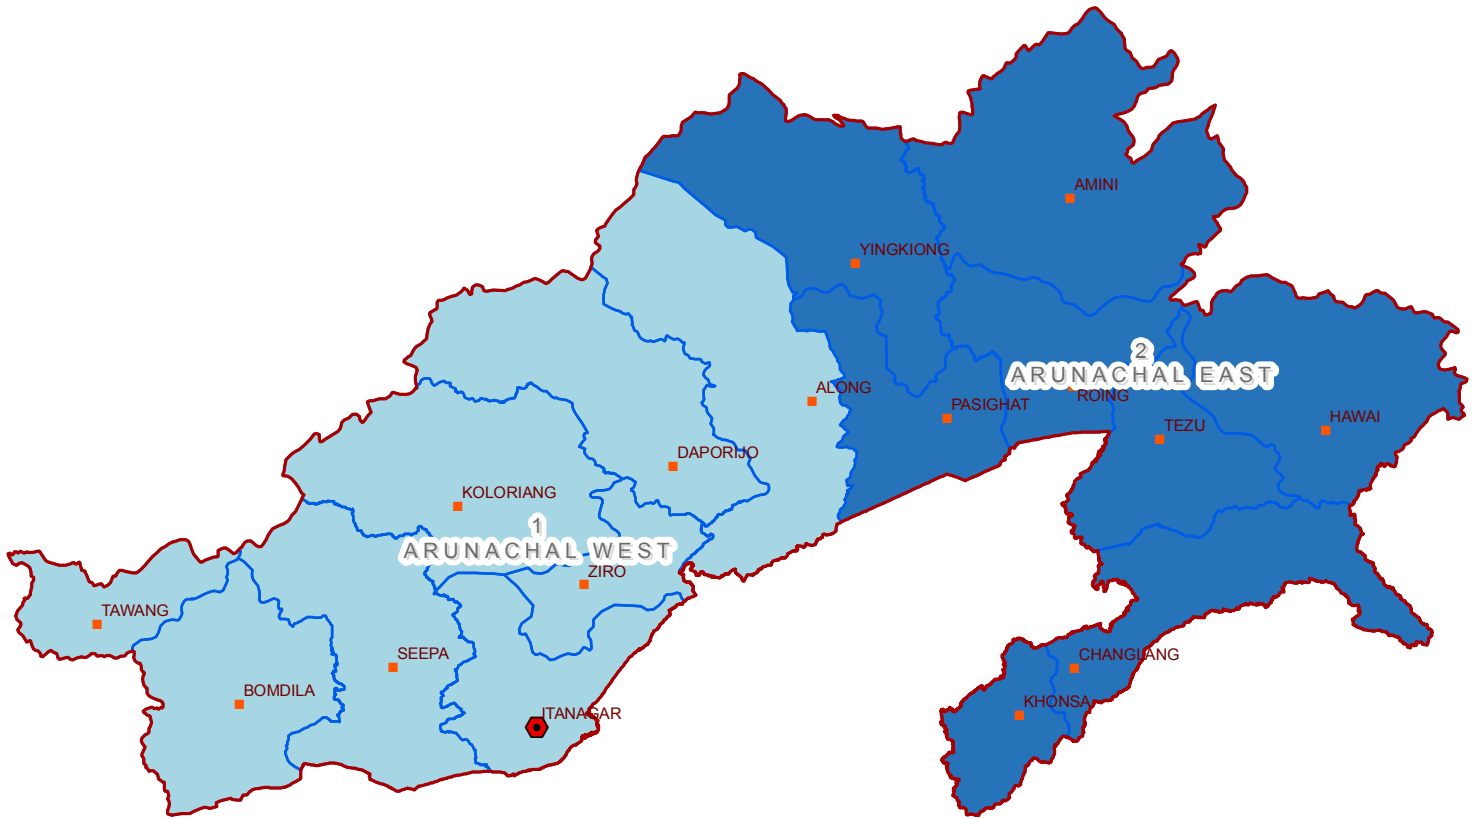 AMINI
YINGKIONG
2
ARUNACHAL EAST
ALONG
ROING
PASIGHAT
HAWAI
TEZU
DAPORIJO
KOLORIANG
1
ARUNACHAL WEST
ZIRO
TAWANG
SEEPA
CHANGLANG
BOMDILA
KHONSA
ITANAGAR